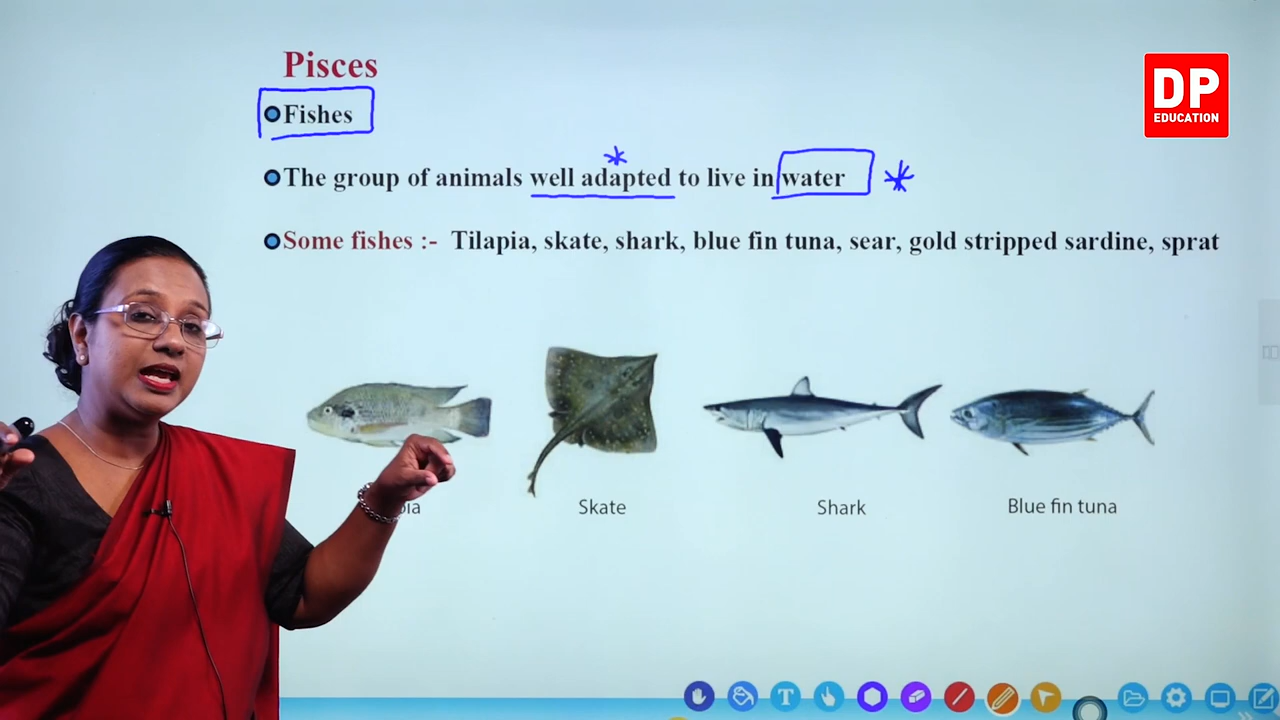 Pisces
Fishes
The group of animals well adapted to live in water
Some fishes :- Tilapia, skate, shark, blue fin tuna, sear, gold stripped sardine, sprat
Skate
Shark
Blue fin tuna
DP
EDUCATION
T